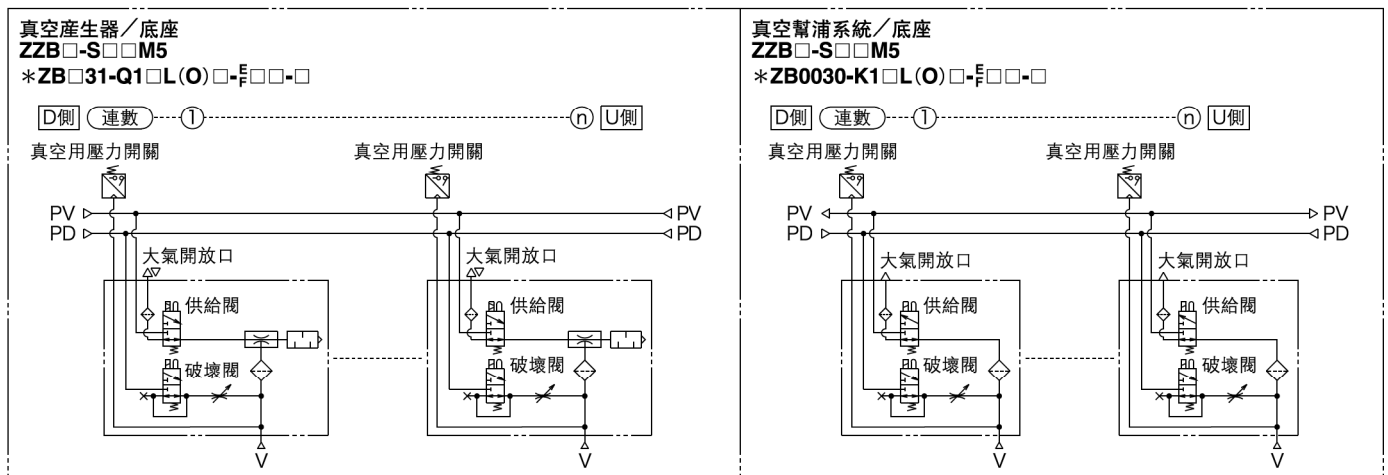 真空產生器／底座
ZZB□-S□□M5
＊ZB□31-Q1□L(O)□-E/F□□-□
D側 連數 1 n U側
真空用壓力開關 真空用壓力開關
PV PV
PD PD
大氣開放口 大氣開放口
供給閥 供給閥
破壞閥 破壞閥
V V
真空幫浦系統／底座
ZZB□-S□□M5
＊ZB0030-K1□L(O)□-E/F□□-□
D側 連數 1 n U側
真空用壓力開關 真空用壓力開關
PV PV
PD PD
大氣開放口 大氣開放口
供給閥 供給閥
破壞閥 破壞閥
V V